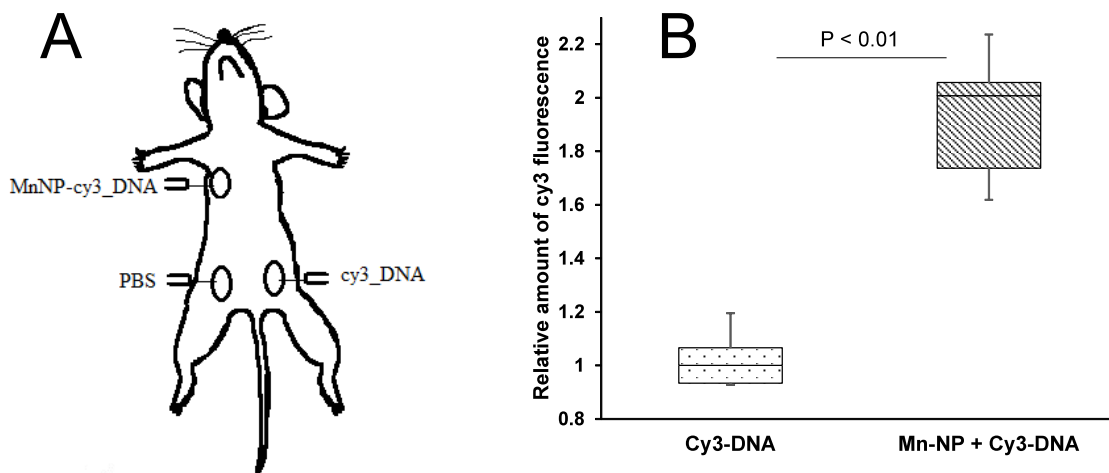 A
MnNP-cy3_DNA
PBS
cy3_DNA
B
P < 0.01
Relative amount of cy3 fluorescence
2.2
2
1.8
1.6
1.4
1.2
1
0.8
Cy3-DNA
Mn-NP + Cy3-DNA